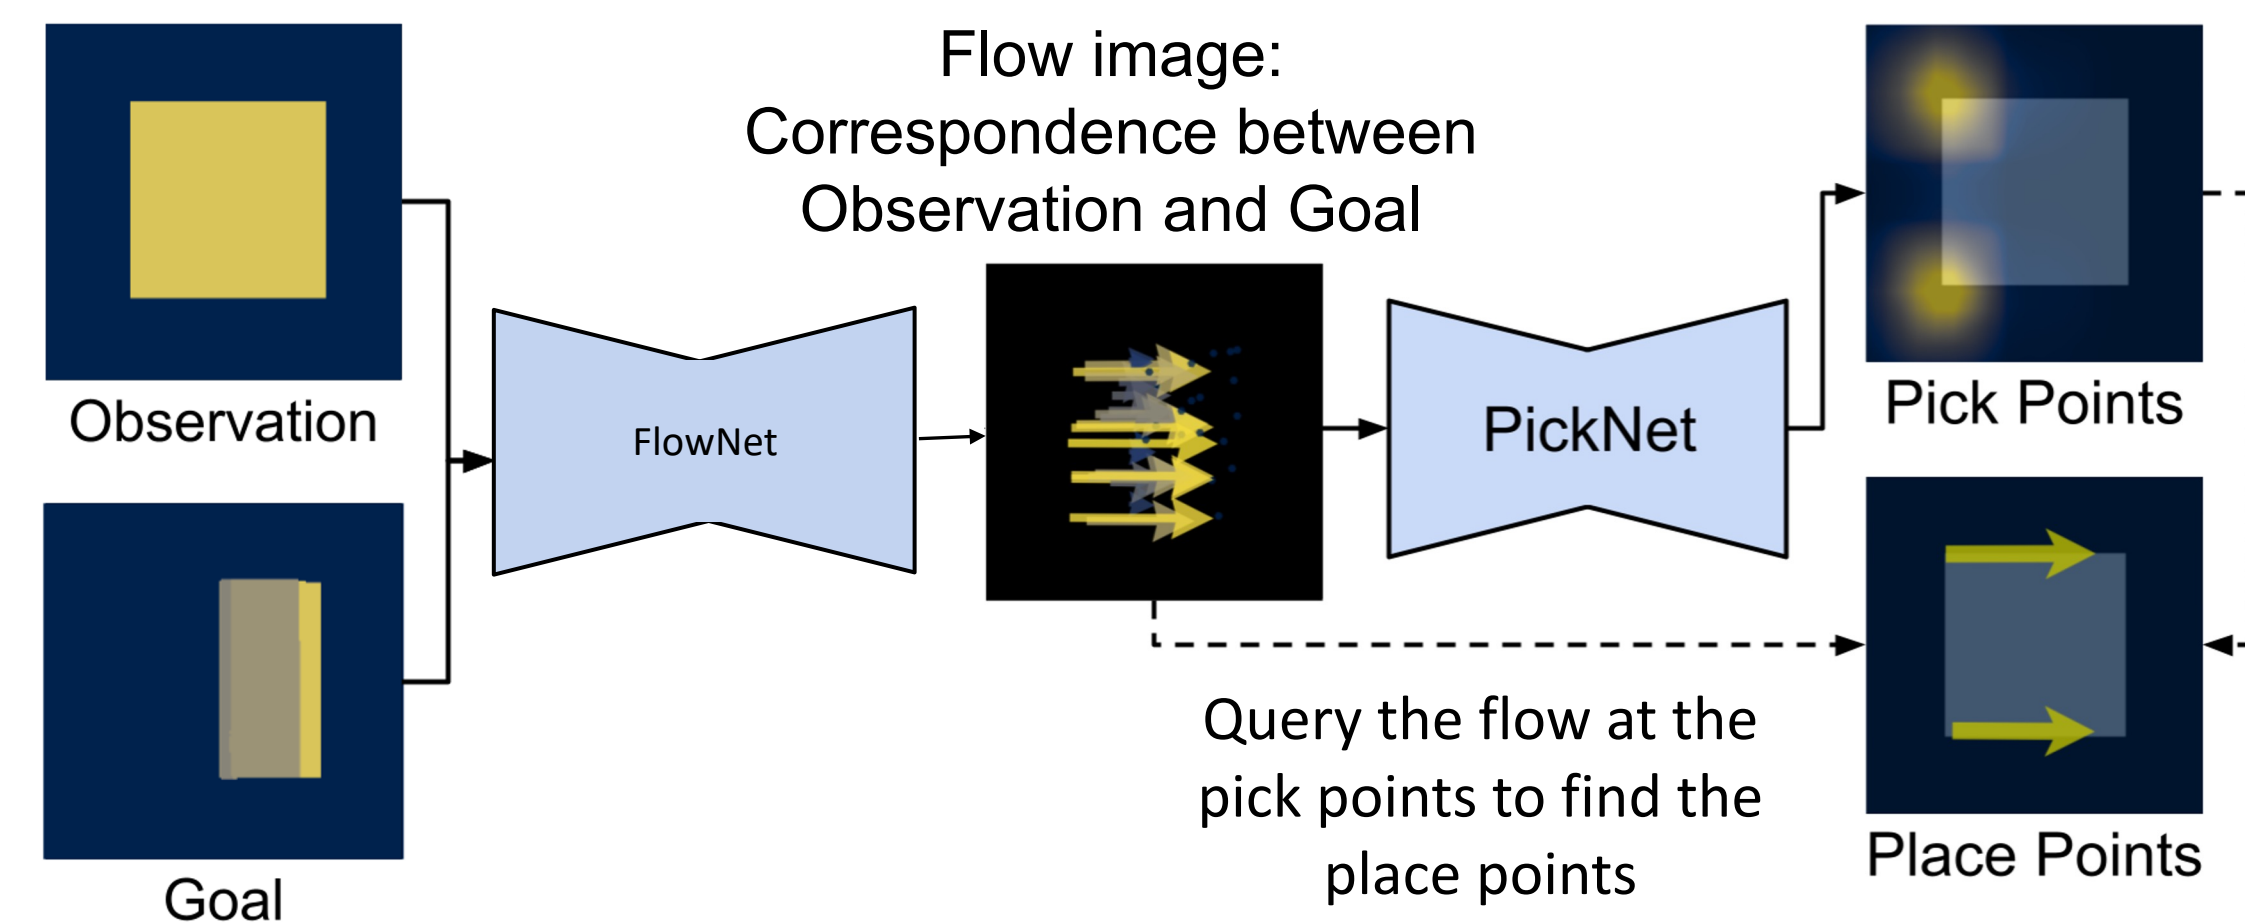 Flow image:
Correspondence between
Observation and Goal
Observation
Goal
FlowNet
PickNet
Pick Points
Place Points
Query the flow at the
pick points to find the
place points